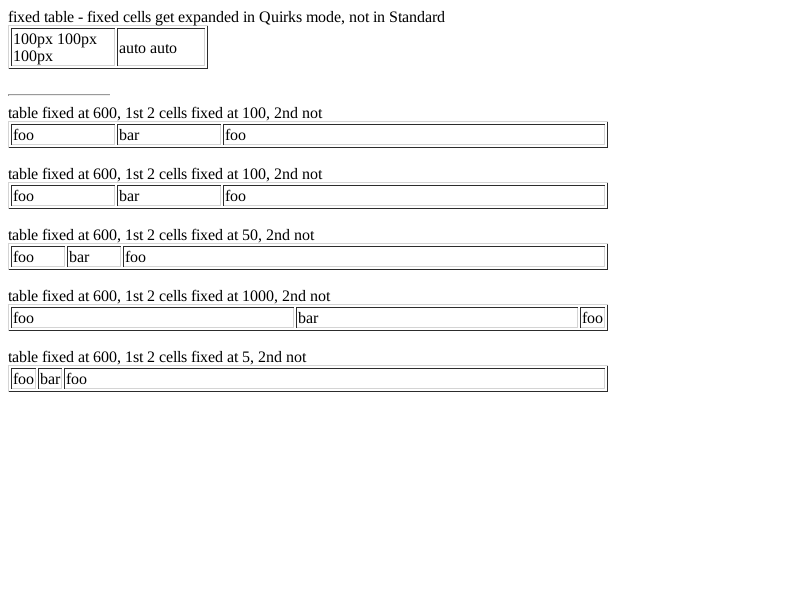 fixed table - fixed cells get expanded in Quirks mode, not in Standard
100px 100px
100px
auto auto
table fixed at 600, 1st 2 cells fixed at 100, 2nd not
foo bar foo
table fixed at 600, 1st 2 cells fixed at 100, 2nd not
foo bar foo
table fixed at 600, 1st 2 cells fixed at 50, 2nd not
foo bar foo
table fixed at 600, 1st 2 cells fixed at 1000, 2nd not
foo bar foo
table fixed at 600, 1st 2 cells fixed at 5, 2nd not
foo bar foo